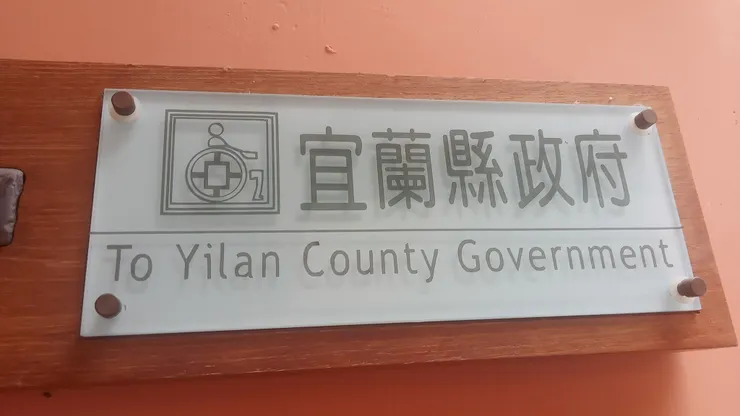 宜蘭縣政府
To Yilan County Government